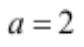 a = 2